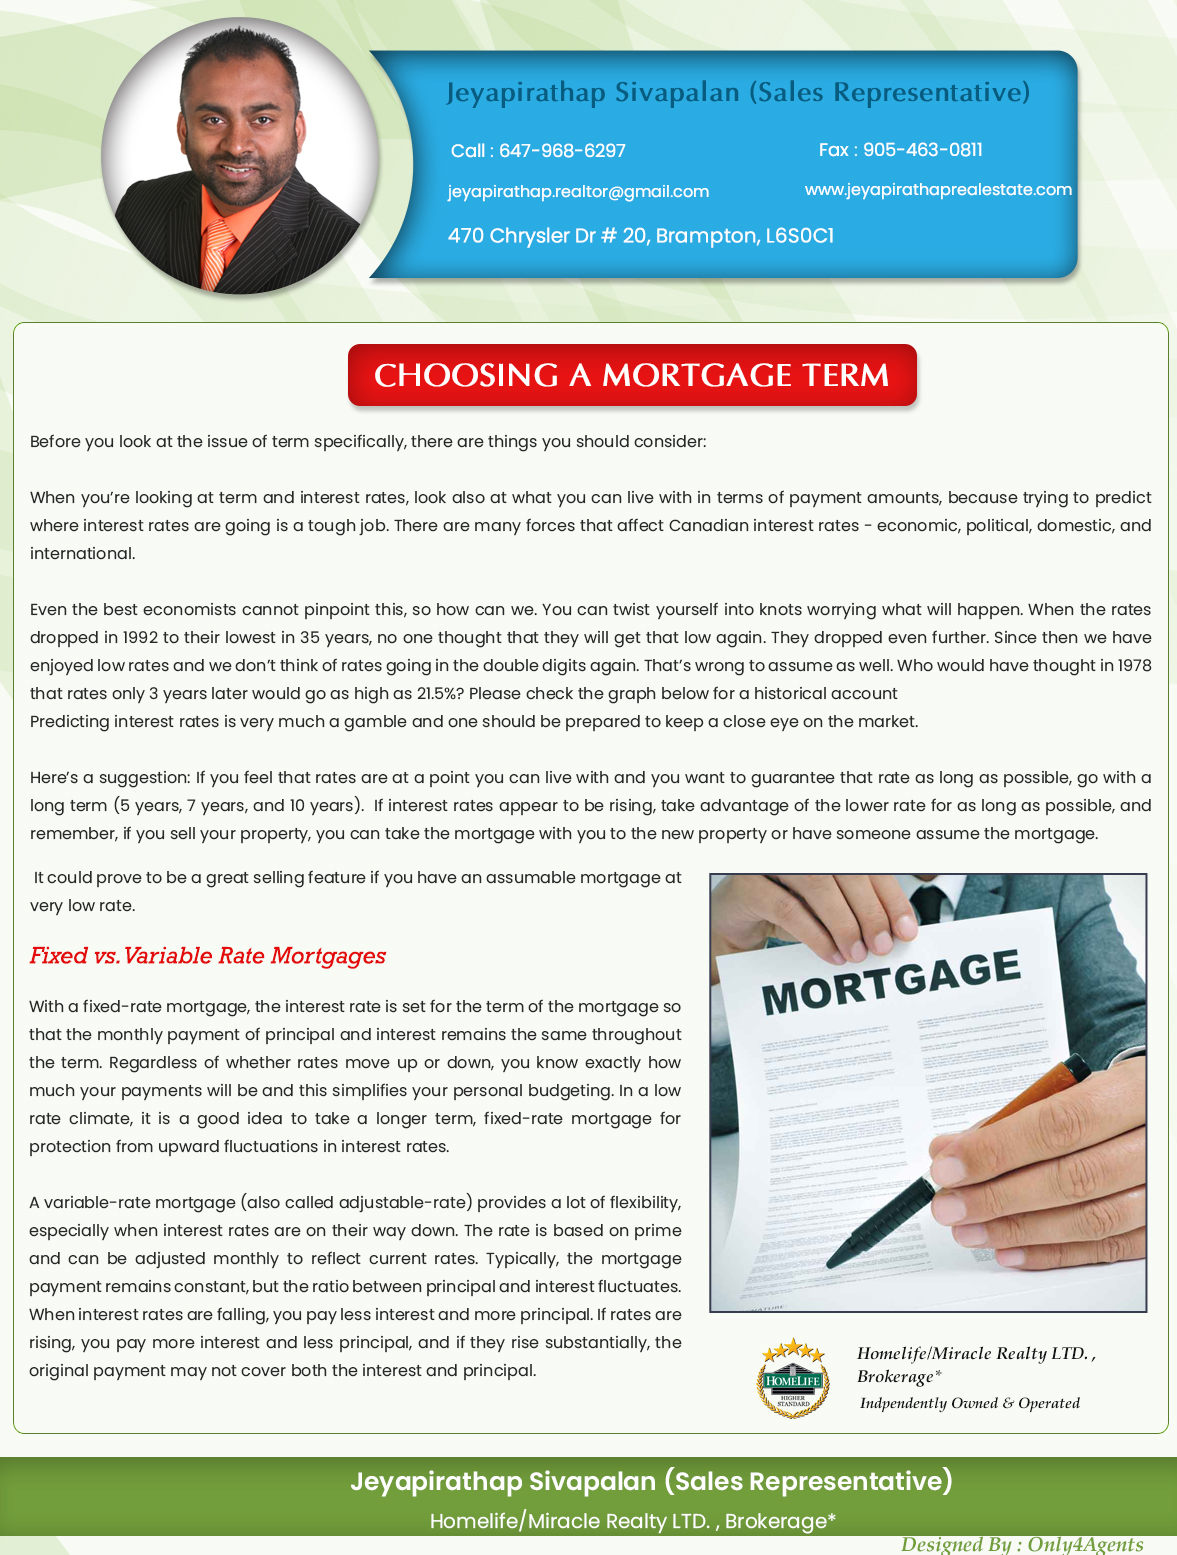 Jeyapirathap Sivapalan (Sales Representative)
Call : 647-968-6297
Fax : 905-463-0811
jeyapirathap.realtor@gmail.com
www.jeyapirathaprealestate.com
470 Chrysler Dr # 20, Brampton, L6S0C1
CHOOSING A MORTGAGE TERM
Before you look at the issue of term specifically, there are things you should consider:
When you're looking at term and interest rates, look also at what you can live with in terms of payment amounts, because trying to predict
where interest rates are going is a tough job. There are many forces that affect Canadian interest rates - economic, political, domestic, and
international.
Even the best economists cannot pinpoint this, so how can we. You can twist yourself into knots worrying what will happen. When the rates
dropped in 1992 to their lowest in 35 years, no one thought that they will get that low again. They dropped even further. Since then we have
enjoyed low rates and we don't think of rates going in the double digits again. That's wrong to assume as well. Who would have thought in 1978
that rates only 3 years later would go as high as 21.5%? Please check the graph below for a historical account
Predicting interest rates is very much a gamble and one should be prepared to keep a close eye on the market.
Here's a suggestion: If you feel that rates are at a point you can live with and you want to guarantee that rate as long as possible, go with a
long term (5 years, 7 years, and 10 years). If interest rates appear to be rising, take advantage of the lower rate for as long as possible, and
remember, if you sell your property, you can take the mortgage with you to the new property or have someone assume the mortgage.
It could prove to be a great selling feature if you have an assumable mortgage at
very low rate.
Fixed vs. Variable Rate Mortgages
With a fixed-rate mortgage, the interest rate is set for the term of the mortgage so
that the monthly payment of principal and interest remains the same throughout
the term. Regardless of whether rates move up or down, you know exactly how
much your payments will be and this simplifies your personal budgeting. In a low
rate climate, it is a good idea to take a longer term, fixed-rate mortgage for
protection from upward fluctuations in interest rates.
A variable-rate mortgage (also called adjustable-rate) provides a lot of flexibility,
especially when interest rates are on their way down. The rate is based on prime
and can be adjusted monthly to reflect current rates. Typically, the mortgage
payment remains constant, but the ratio between principal and interest fluctuates.
When interest rates are falling, you pay less interest and more principal. If rates are
rising, you pay more interest and less principal, and if they rise substantially, the
original payment may not cover both the interest and principal.
MORTGAGE
HOMELIFE
HIGHER
STANDARD
Homelife/Miracle Realty LTD. ,
Brokerage*
Indpendently Owned & Operated
Jeyapirathap Sivapalan (Sales Representative)
Homelife/Miracle Realty LTD. , Brokerage*
Designed By : Only4Agents